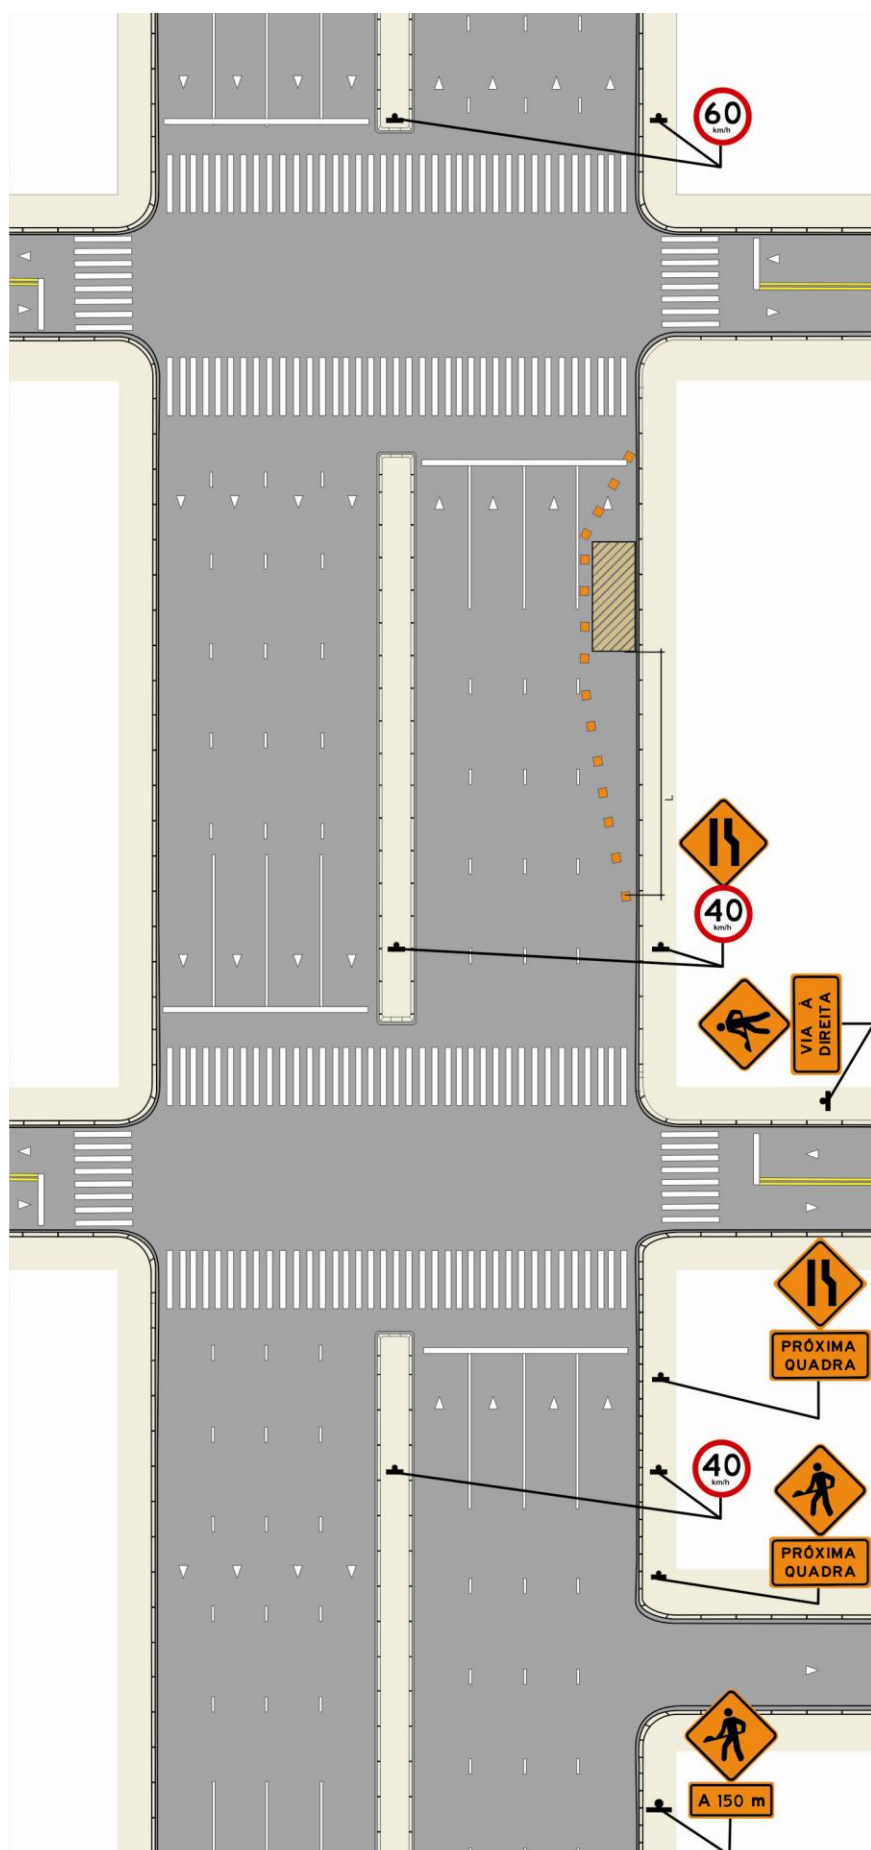 60
km/h
L
40
km/h
VIA À
DIREITA
PRÓXIMA
QUADRA
40
km/h
PRÓXIMA
QUADRA
A 150 m